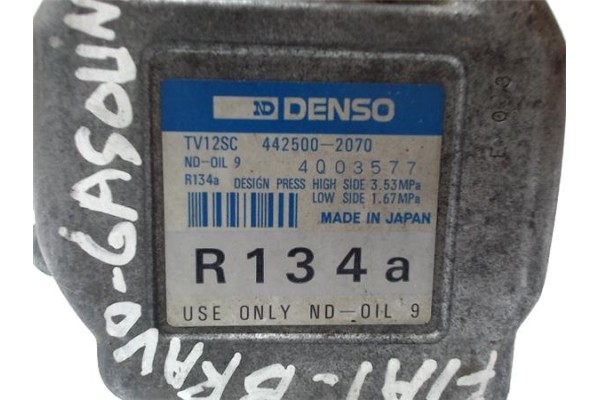 ND DENSO
TV12SC 442500-2070
ND-OIL 9 4Q03577
R134a DESIGN PRESS HIGH SIDE 3.53MPa
LOW SIDE 1.67MPa
MADE IN JAPAN
R134a
USE ONLY ND-OIL 9
FIAT-BRAVO-GASOLIN